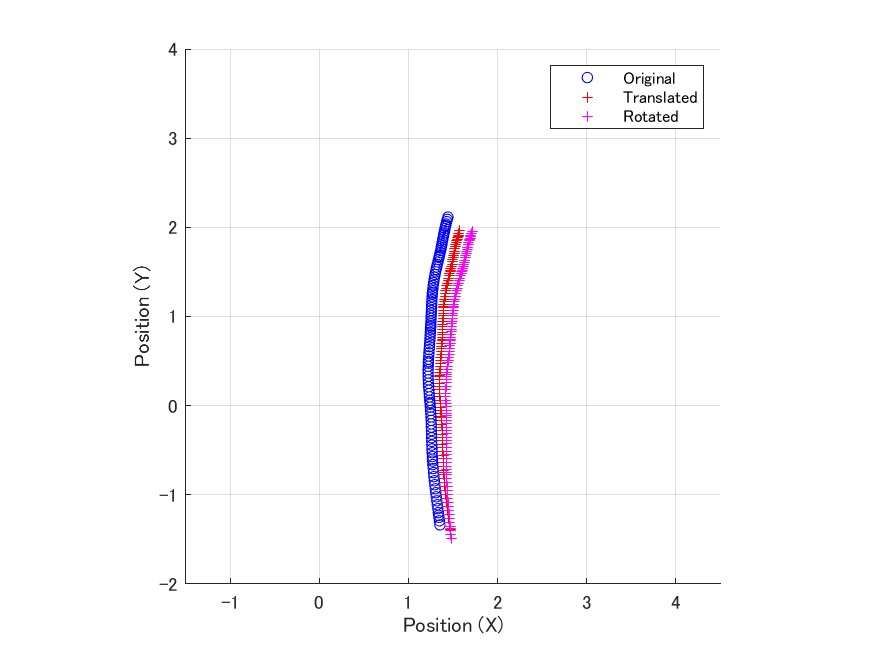 4
3
2
1
0
−1
−2
−1
0
1
2
3
4
Position (X)
Position (Y)
Original
Translated
Rotated